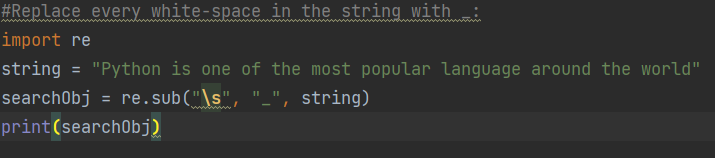 #Replace every white-space in the string with _:
import re
string = "Python is one of the most popular language around the world"
searchObj = re.sub("\s", "_", string)
print(searchObj)